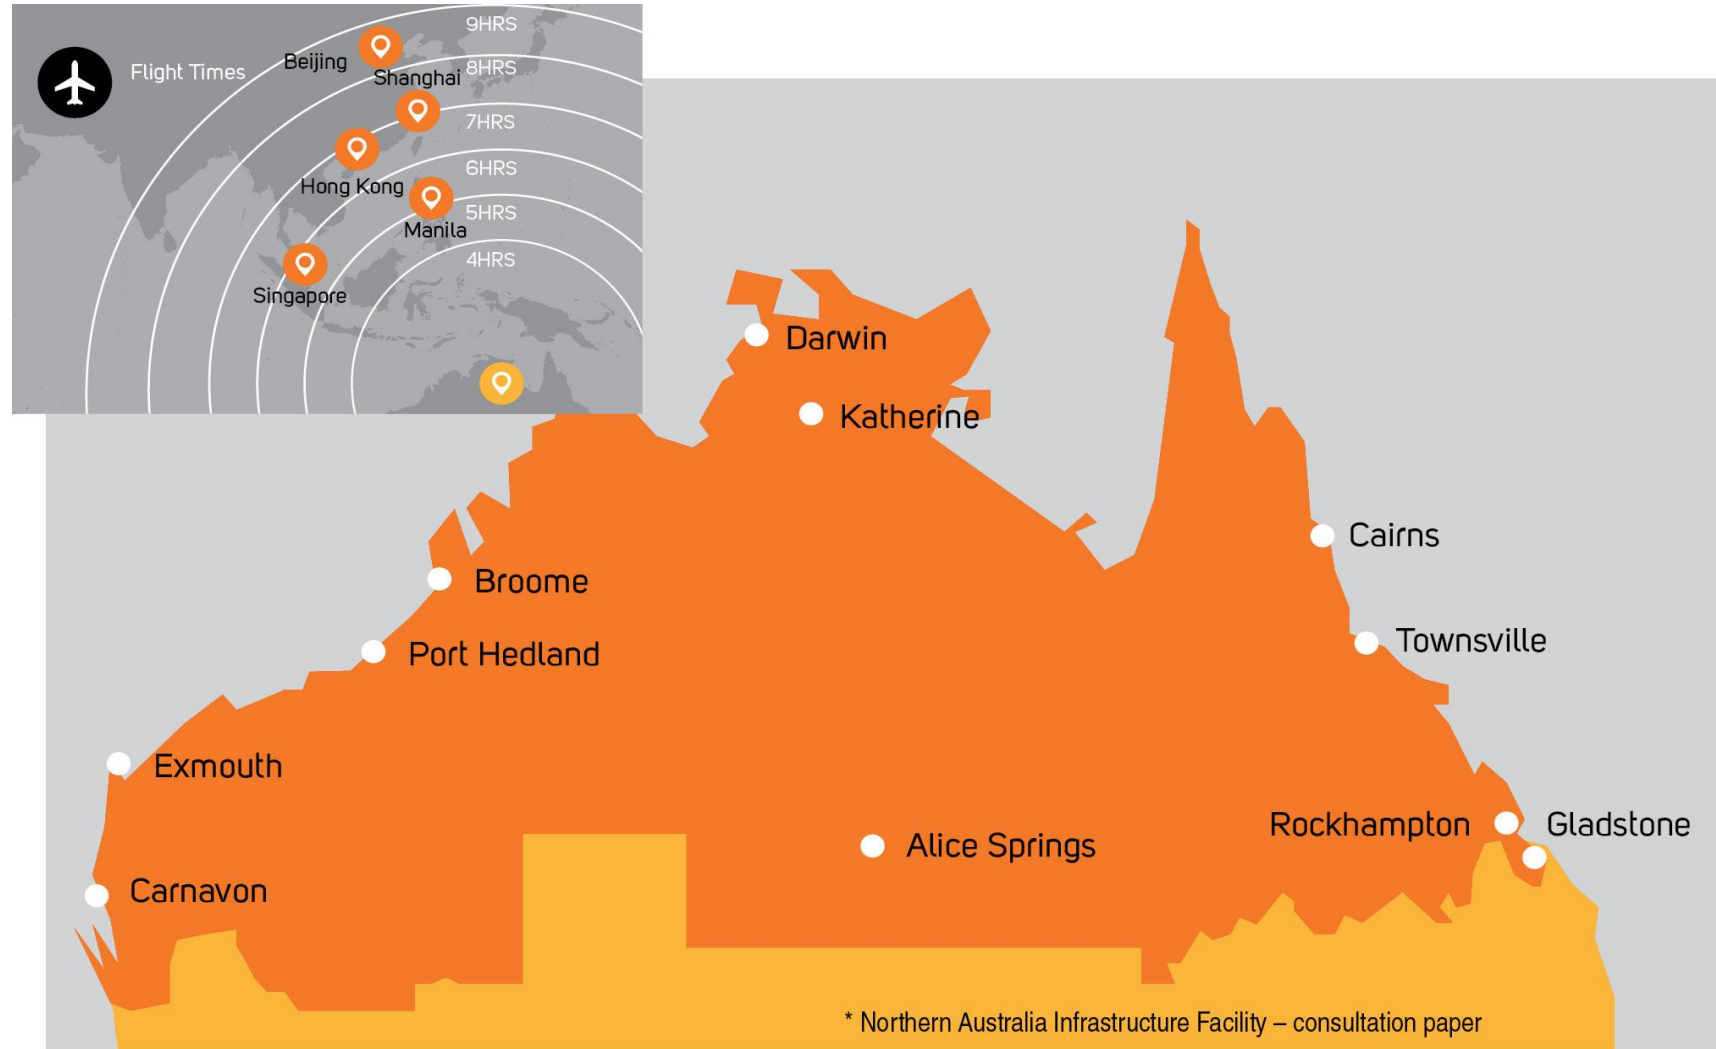 9HRS
Beijing
Flight Times
8HRS
Shanghai
7HRS
6HRS
Hong Kong
5HRS
Manila
4HRS
Singapore
Darwin
Katherine
Cairns
Broome
Townsville
Port Hedland
Exmouth
Rockhampton
Gladstone
Alice Springs
Carnavon
* Northern Australia Infrastructure Facility – consultation paper